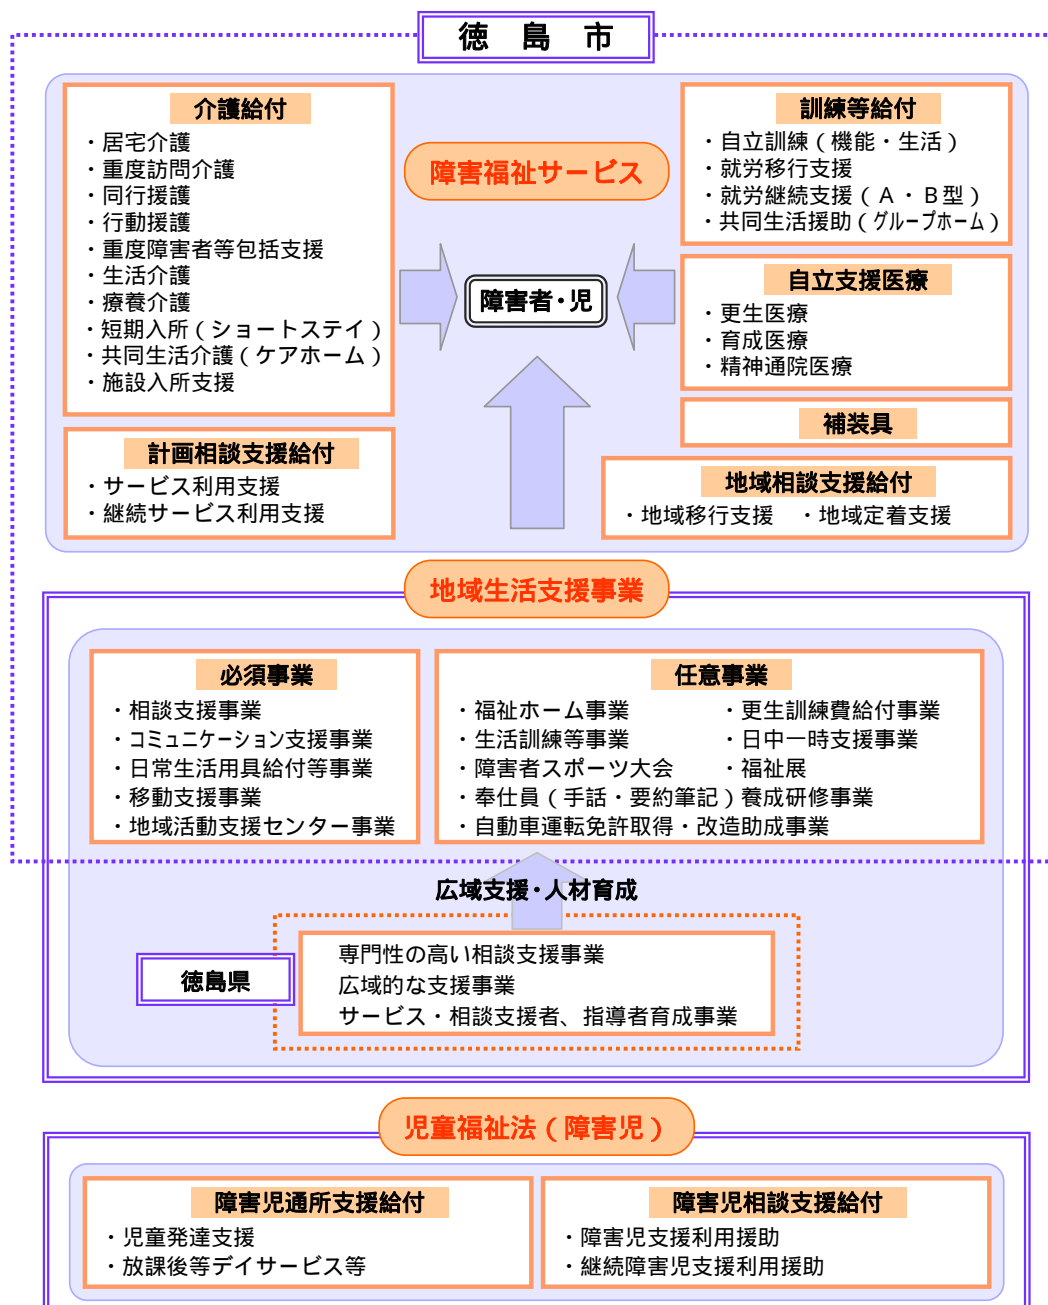 徳 島 市
介護給付
・居宅介護
・重度訪問介護
・同行援護
・行動援護
・重度障害者等包括支援
・生活介護
・療養介護
・短期入所（ショートステイ）
・共同生活介護（ケアホーム）
・施設入所支援
計画相談支援給付
・サービス利用支援
・継続サービス利用支援
障害福祉サービス
障害者・児
訓練等給付
・自立訓練（機能・生活）
・就労移行支援
・就労継続支援（Ａ・Ｂ型）
・共同生活援助（グループホーム）
自立支援医療
・更生医療
・育成医療
・精神通院医療
補装具
地域相談支援給付
・地域移行支援　・地域定着支援
地域生活支援事業
必須事業
・相談支援事業
・コミュニケーション支援事業
・日常生活用具給付等事業
・移動支援事業
・地域活動支援センター事業
任意事業
・福祉ホーム事業　・更生訓練費給付事業
・生活訓練等事業　・日中一時支援事業
・障害者スポーツ大会　・福祉展
・奉仕員（手話・要約筆記）養成研修事業
・自動車運転免許取得・改造助成事業
広域支援・人材育成
徳島県
専門性の高い相談支援事業
広域的な支援事業
サービス・相談支援者、指導者育成事業
児童福祉法（障害児）
障害児通所支援給付
・児童発達支援
・放課後等デイサービス等
障害児相談支援給付
・障害児支援利用援助
・継続障害児支援利用援助